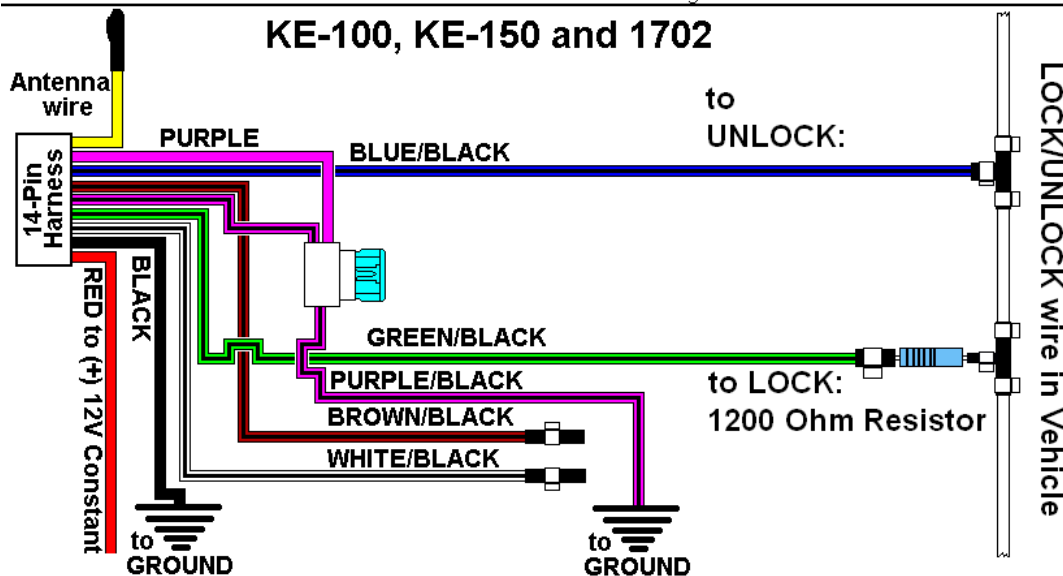 KE-100, KE-150 and 1702
Antenna
wire
to
UNLOCK:
PURPLE
BLUE/BLACK
14-Pin
Harness
BLACK
RED to (+) 12V Constant
GREEN/BLACK
PURPLE/BLACK
to LOCK:
1200 Ohm Resistor
BROWN/BLACK
WHITE/BLACK
to
GROUND
to
GROUND
LOCK/UNLOCK wire in Vehicle